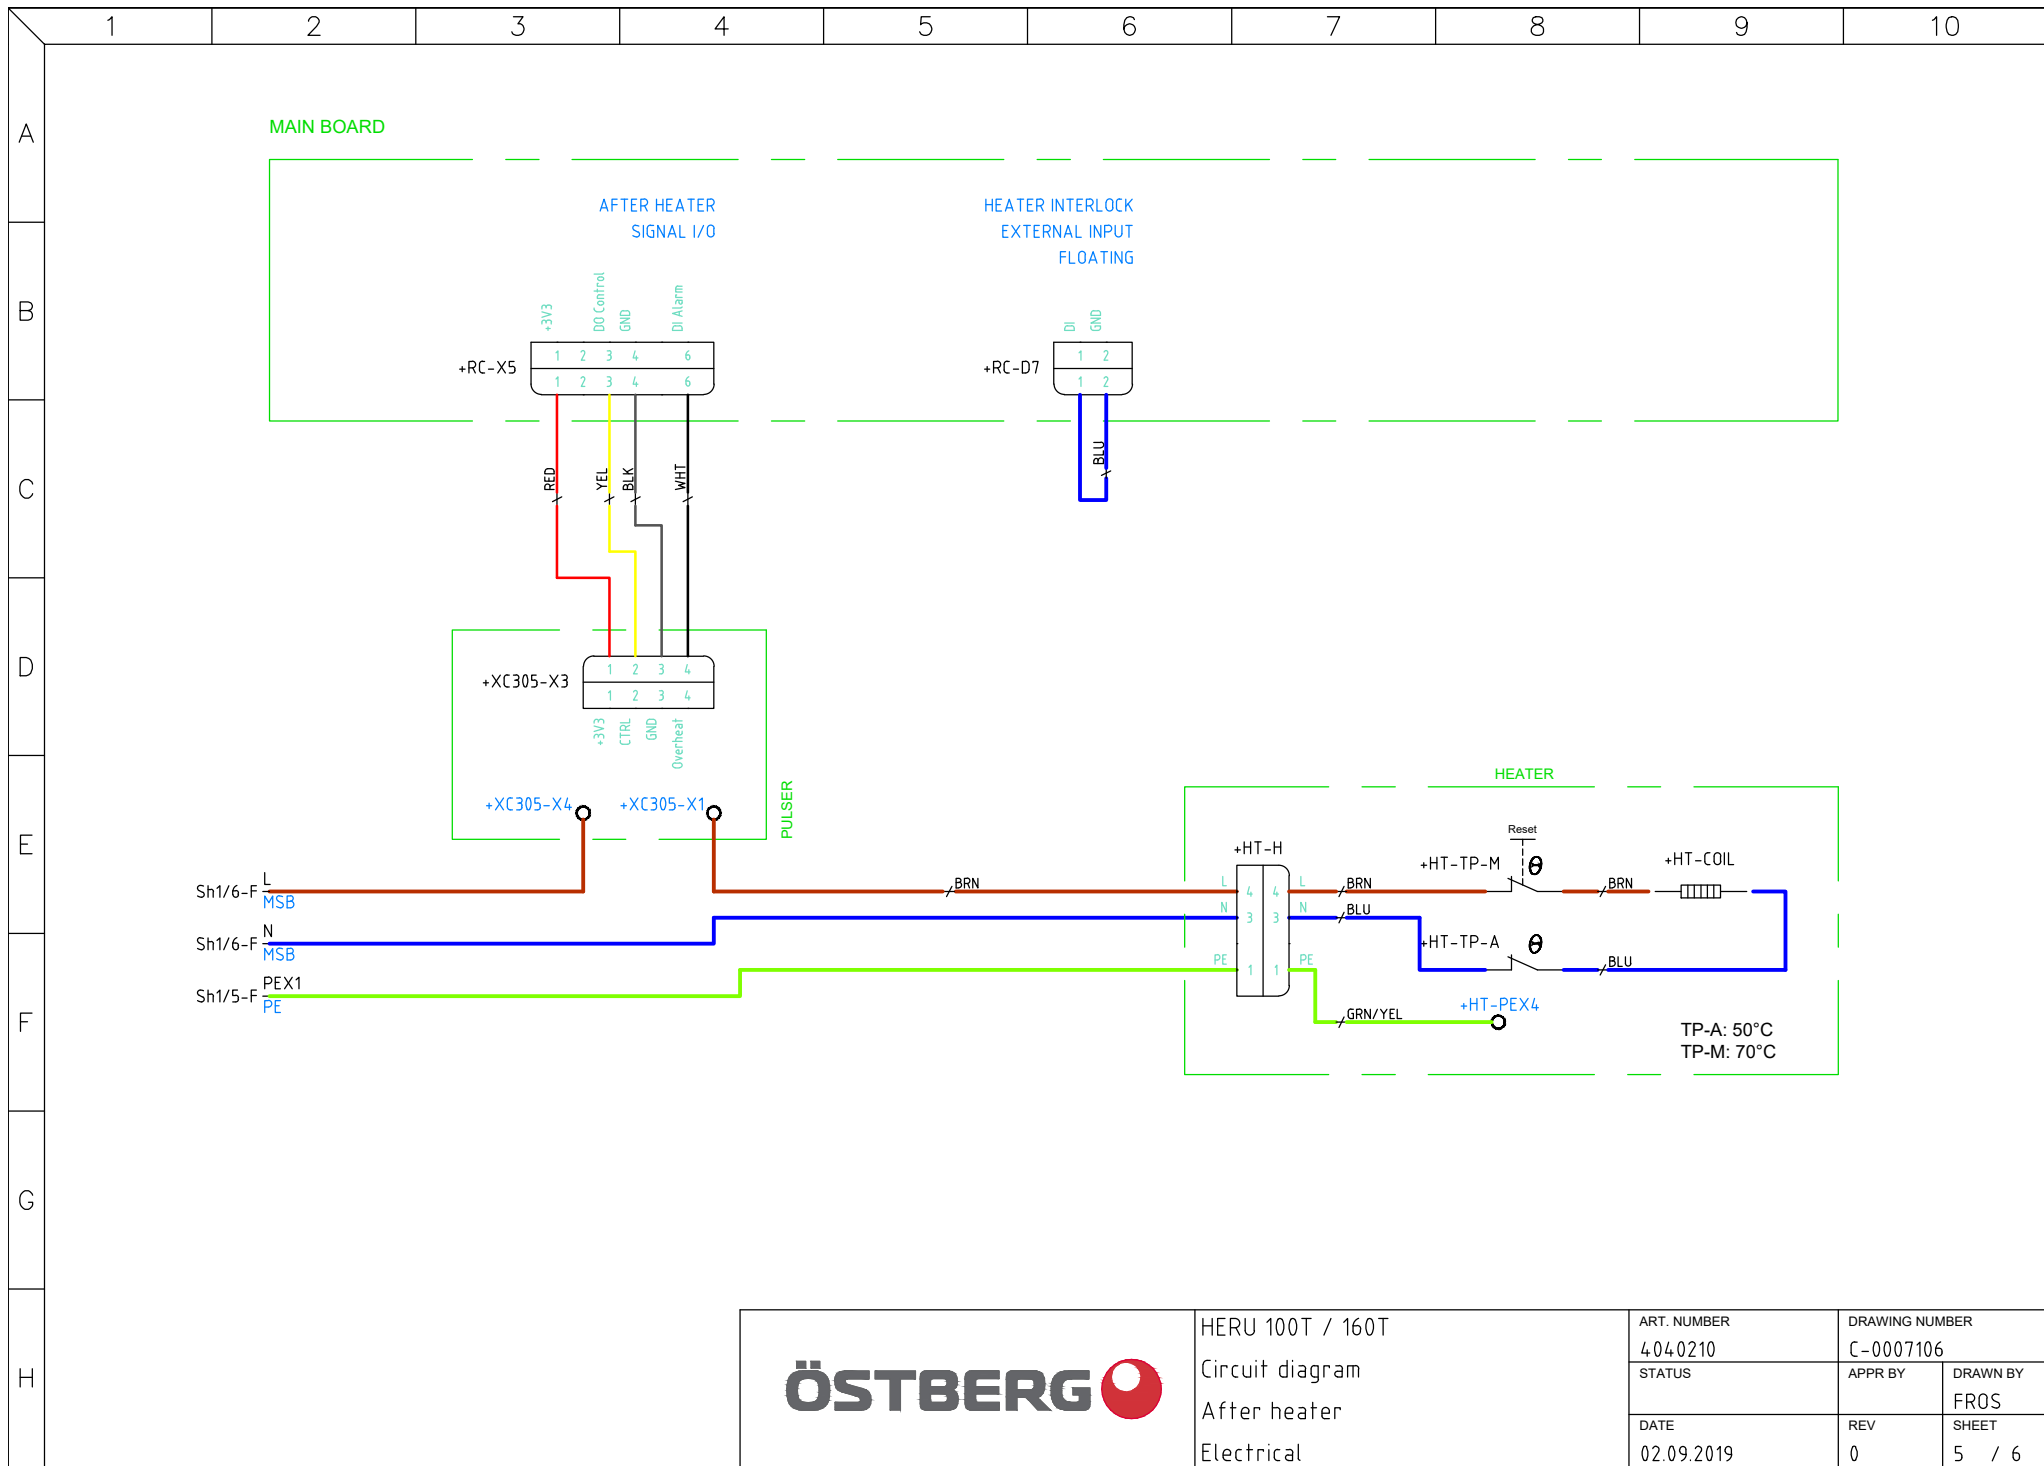 1 2 3 4 5 6 7 8 9 10
A
B
C
D
E
F
G
H
MAIN BOARD
AFTER HEATER
SIGNAL I/O
HEATER INTERLOCK
EXTERNAL INPUT
FLOATING
+3V3
DO Control
GND
DI Alarm
DI
GND
+RC-X5
1 2 3 4 6
1 2 3 4 6
+RC-D7
1 2
1 2
RED
YEL
BLK
WHT
BLU
+XC305-X3
1 2 3 4
1 2 3 4
+3V3
CTRL
GND
Overheat
+XC305-X4
+XC305-X1
PULSER
HEATER
Reset
+HT-H
+HT-TP-M
θ
+HT-COIL
Sh1/6-F
L
MSB
BRN
L
4 4
L
BRN
BRN
N
3 3
N
BLU
Sh1/6-F
N
MSB
+HT-TP-A
θ
BLU
PE
1 1
PE
Sh1/5-F
PEX1
PE
GRN/YEL
+HT-PEX4
TP-A: 50°C
TP-M: 70°C
ÖSTBERG
HERU 100T / 160T
Circuit diagram
After heater
Electrical
ART. NUMBER
4040210
DRAWING NUMBER
C-0007106
STATUS
APPR BY
DRAWN BY
FROS
DATE
02.09.2019
REV
0
SHEET
5 / 6